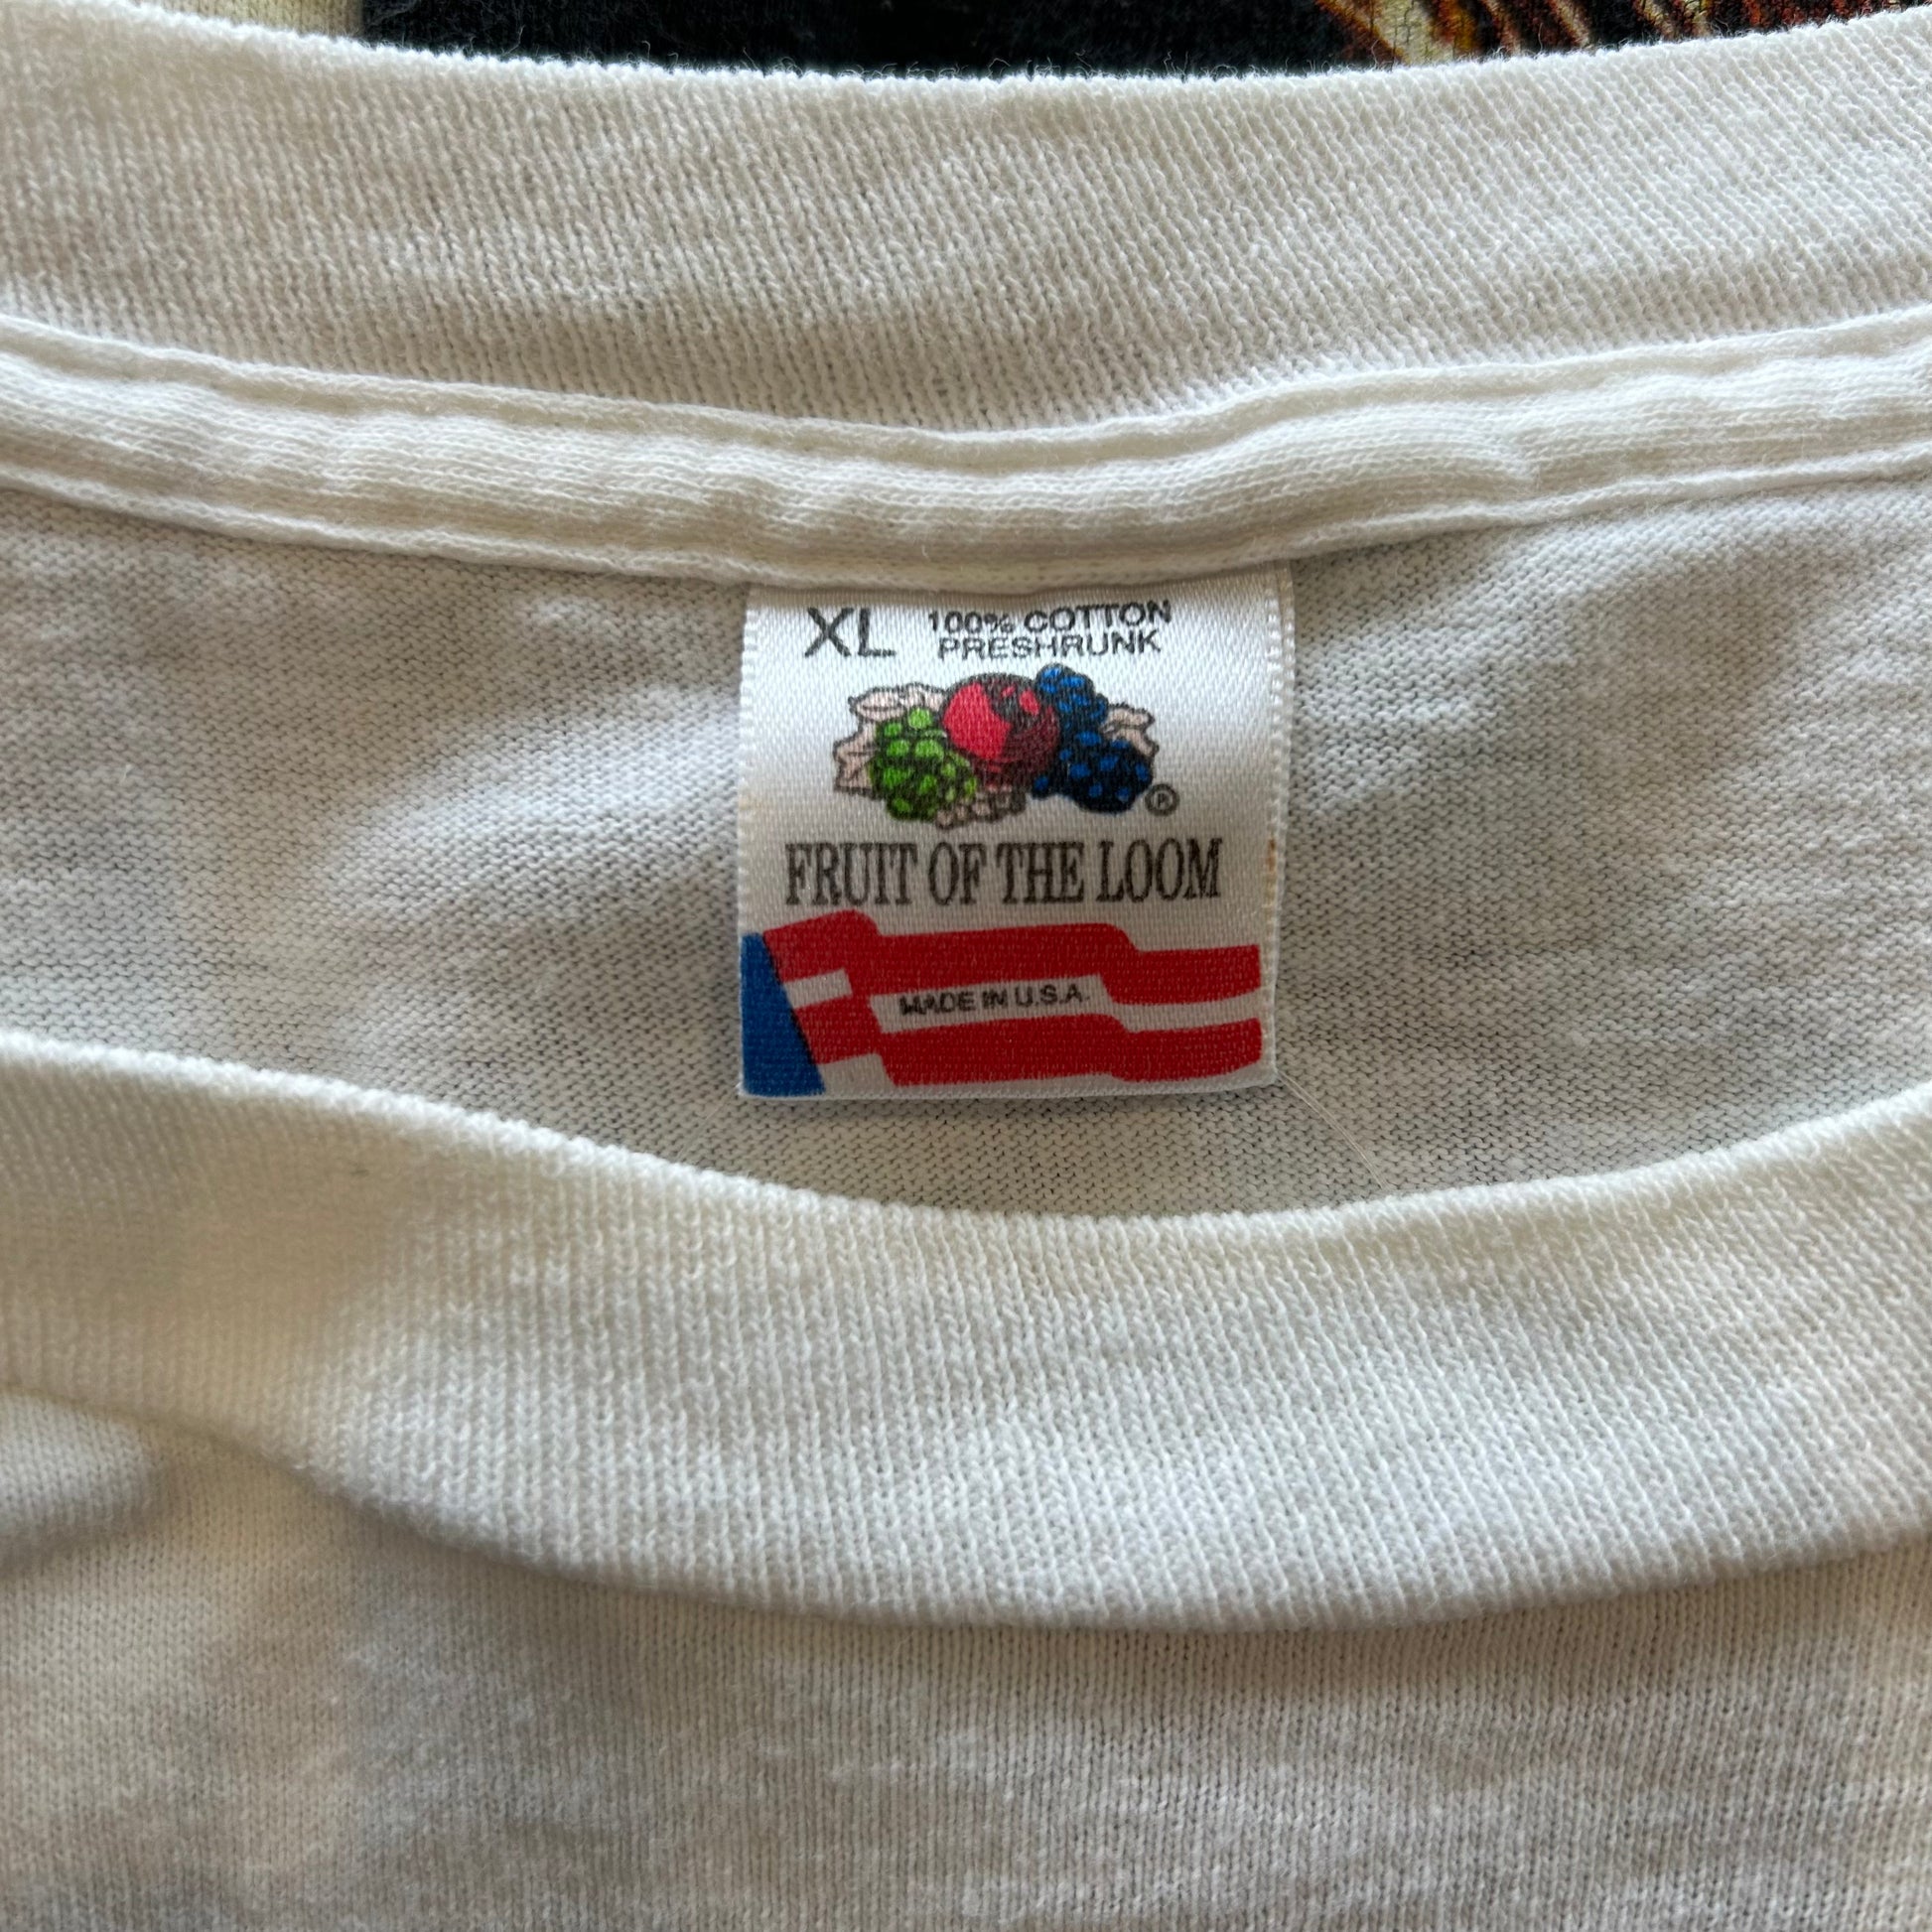 XL 100% COTTON
PRESHRUNK
®
FRUIT OF THE LOOM
MADE IN U.S.A.